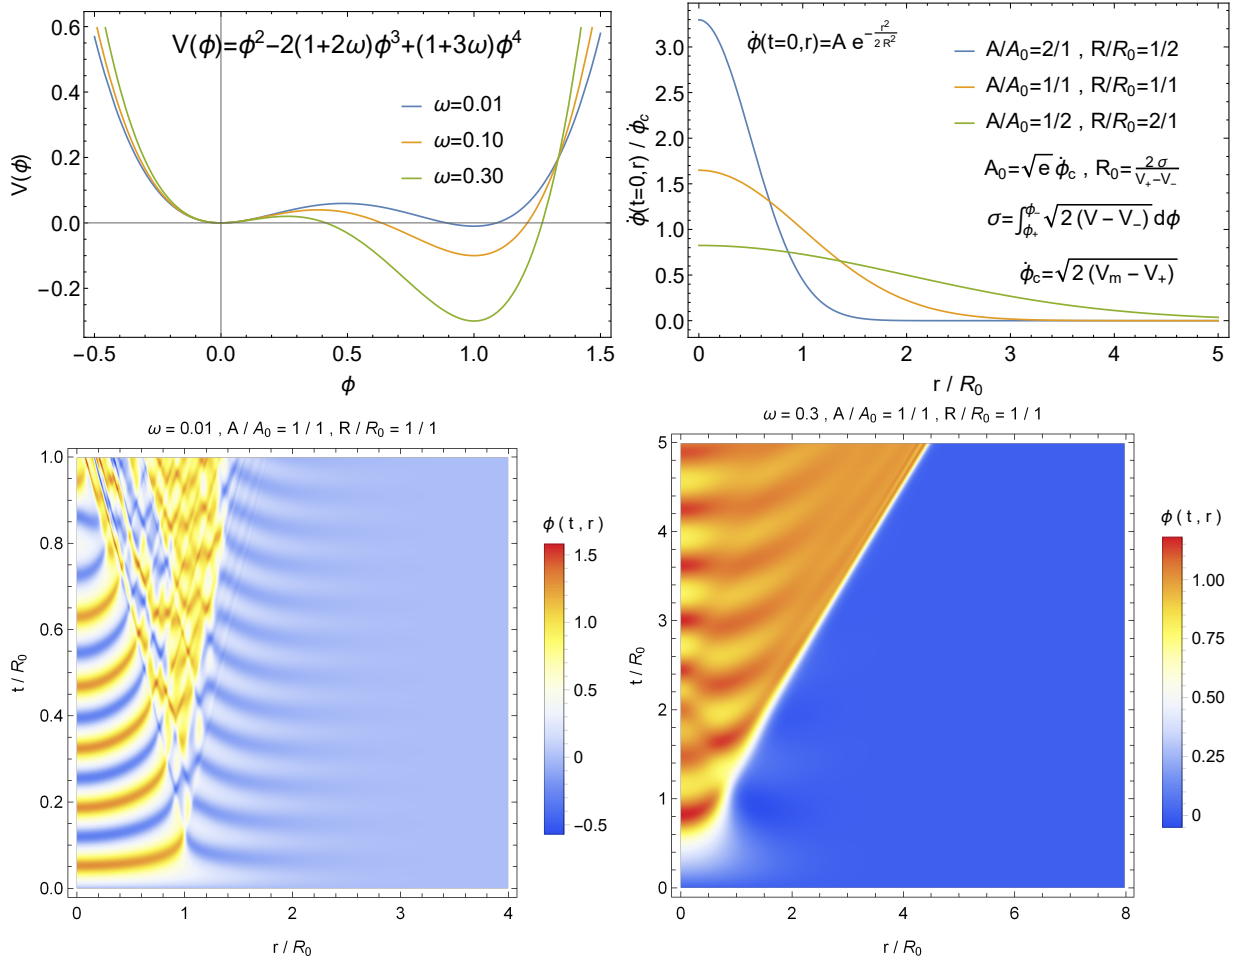 V(ϕ)=ϕ²−2(1+2ω)ϕ³+(1+3ω)ϕ⁴
ω=0.01
ω=0.10
ω=0.30
V(ϕ)
0.6
0.4
0.2
0.0
−0.2
−0.5 0.0 0.5 1.0 1.5
ϕ
ϕ̇(t=0,r)=A e^{−r²/(2 R²)}
A/A₀=2/1 , R/R₀=1/2
A/A₀=1/1 , R/R₀=1/1
A/A₀=1/2 , R/R₀=2/1
A₀=√e ϕ̇_c , R₀=2 σ/(V₊−V₋)
σ=∫_{ϕ₊}^{ϕ₋} √(2 (V−V₋)) dϕ
ϕ̇_c=√(2 (V_m−V₊))
ϕ̇(t=0,r) / ϕ̇_c
3.0
2.5
2.0
1.5
1.0
0.5
0.0
0 1 2 3 4 5
r / R₀
ω = 0.01 , A / A₀ = 1 / 1 , R / R₀ = 1 / 1
t / R₀
1.0
0.8
0.6
0.4
0.2
0.0
0 1 2 3 4
r / R₀
ϕ ( t , r )
1.5
1.0
0.5
0
−0.5
ω = 0.3 , A / A₀ = 1 / 1 , R / R₀ = 1 / 1
t / R₀
5
4
3
2
1
0
0 2 4 6 8
r / R₀
ϕ ( t , r )
1.00
0.75
0.50
0.25
0